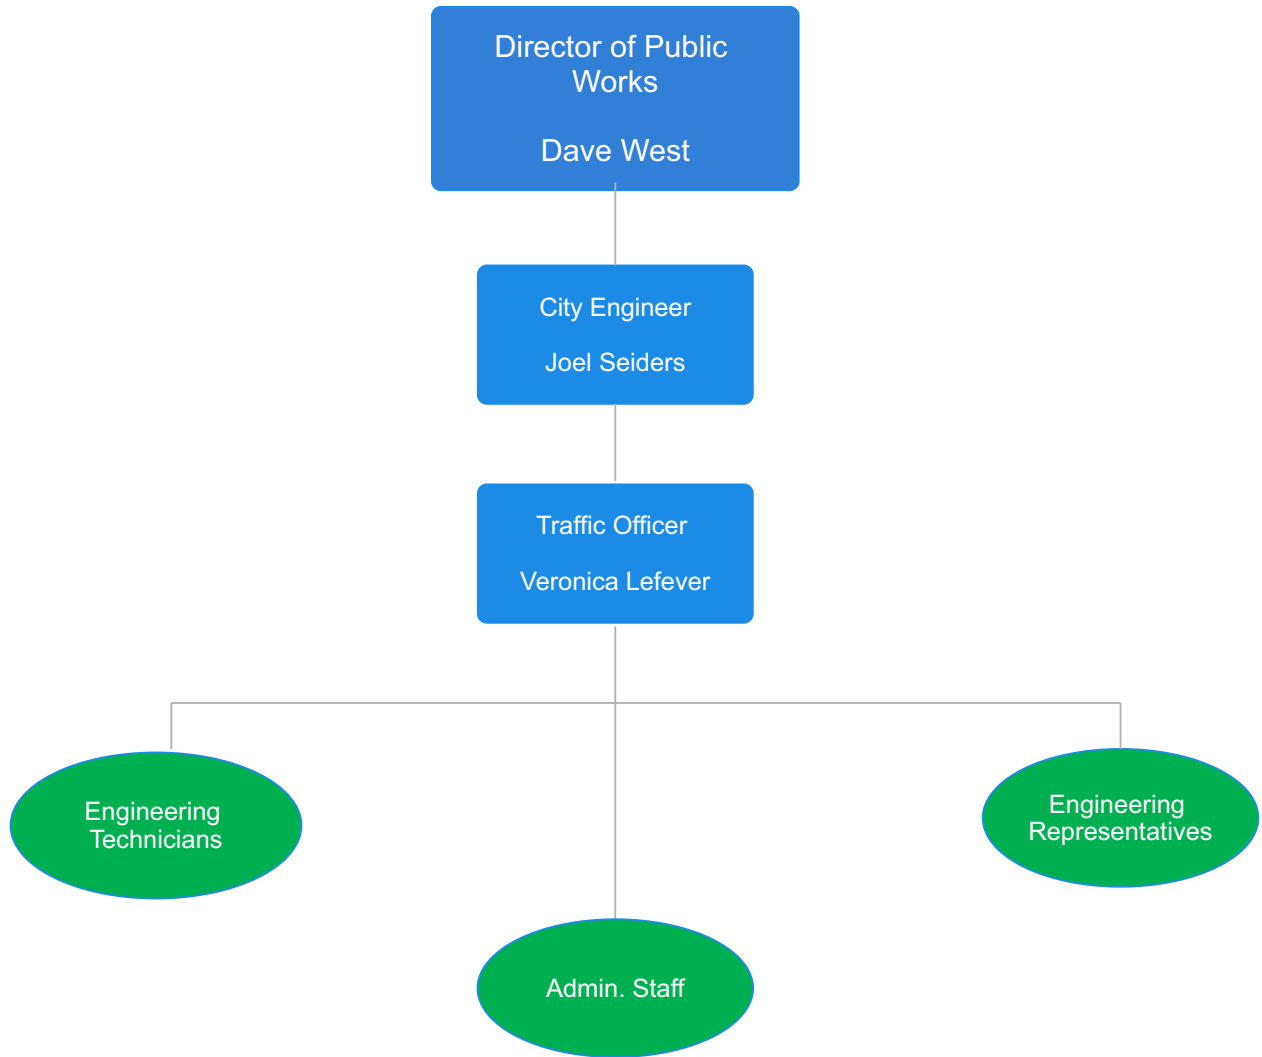 Director of Public
Works
Dave West
City Engineer
Joel Seiders
Traffic Officer
Veronica Lefever
Engineering
Technicians
Engineering
Representatives
Admin. Staff